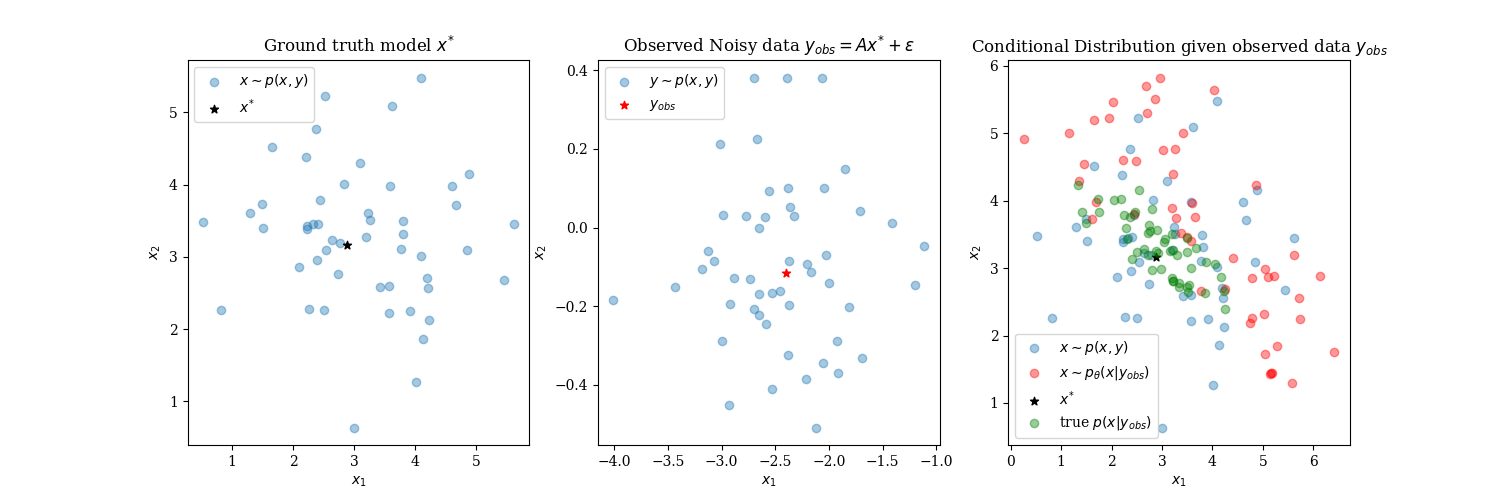 Ground truth model x*
x ~ p(x, y)
x*
5
4
3
2
1
x₂
1
2
3
4
5
x₁
Observed Noisy data y_obs = Ax* + ε
y ~ p(x, y)
y_obs
0.4
0.2
0.0
−0.2
−0.4
x₂
−4.0
−3.5
−3.0
−2.5
−2.0
−1.5
−1.0
x₁
Conditional Distribution given observed data y_obs
6
5
4
3
2
1
x₂
x ~ p(x, y)
x ~ p_θ(x|y_obs)
x*
true p(x|y_obs)
0
1
2
3
4
5
6
x₁